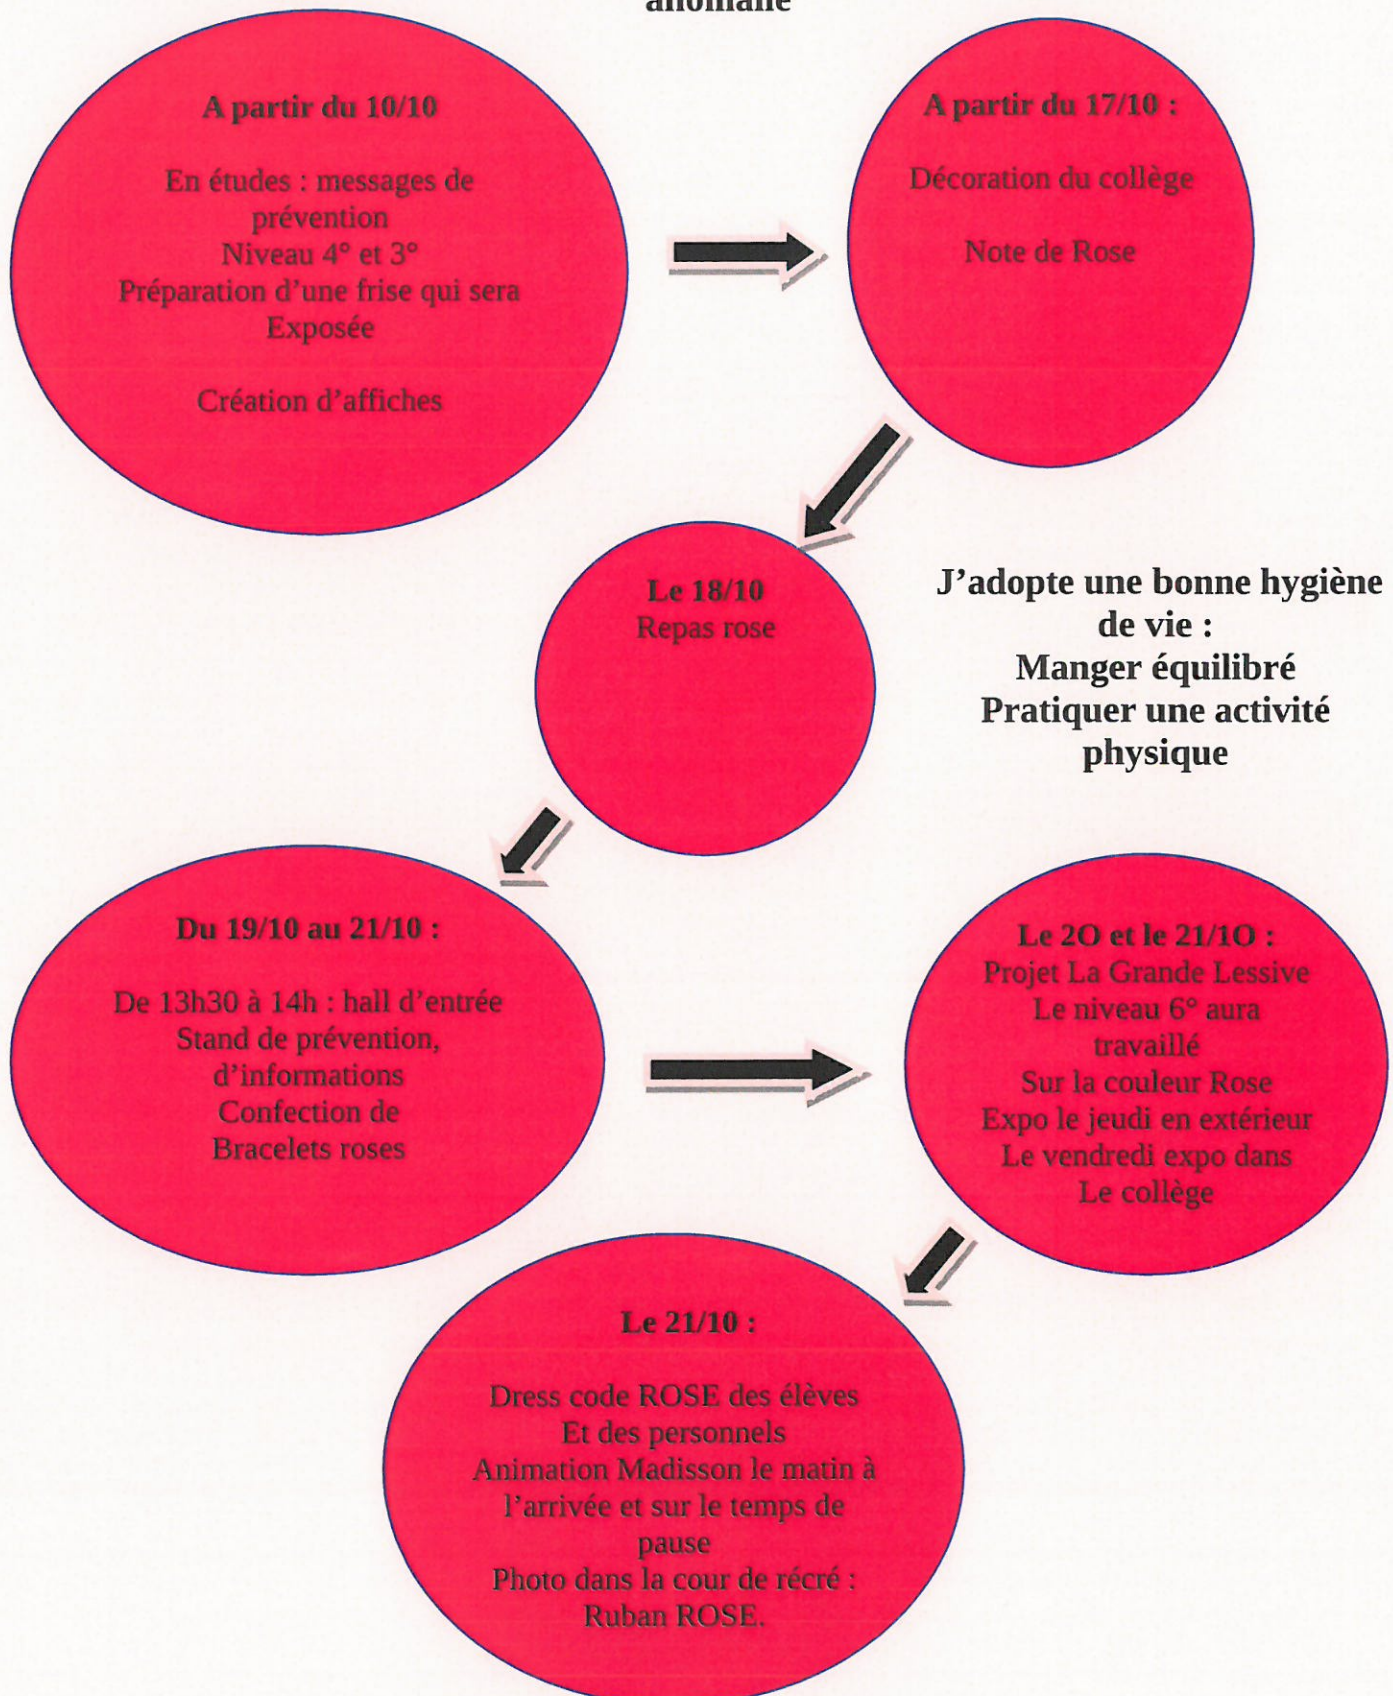 anomalie
A partir du 10/10
En études : messages de
prévention
Niveau 4° et 3°
Préparation d’une frise qui sera
Exposée
Création d’affiches
A partir du 17/10 :
Décoration du collège
Note de Rose
Le 18/10
Repas rose
J’adopte une bonne hygiène
de vie :
Manger équilibré
Pratiquer une activité
physique
Du 19/10 au 21/10 :
De 13h30 à 14h : hall d’entrée
Stand de prévention,
d’informations
Confection de
Bracelets roses
Le 2O et le 21/1O :
Projet La Grande Lessive
Le niveau 6° aura
travaillé
Sur la couleur Rose
Expo le jeudi en extérieur
Le vendredi expo dans
Le collège
Le 21/10 :
Dress code ROSE des élèves
Et des personnels
Animation Madisson le matin à
l’arrivée et sur le temps de
pause
Photo dans la cour de récré :
Ruban ROSE.